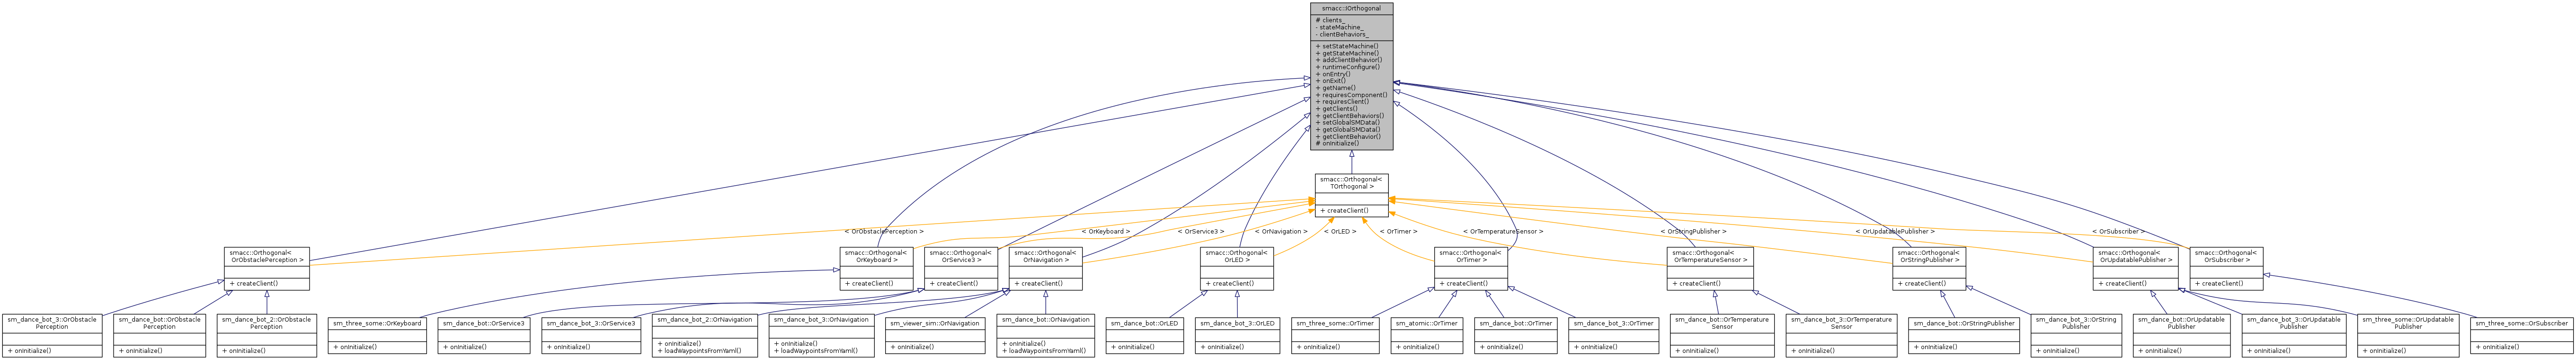 smacc::IOrthogonal
# clients_
- stateMachine_
- clientBehaviors_
+ setStateMachine()
+ getStateMachine()
+ addClientBehavior()
+ runtimeConfigure()
+ onEntry()
+ onExit()
+ getName()
+ requiresComponent()
+ requiresClient()
+ getClients()
+ getClientBehaviors()
+ setGlobalSMData()
+ getGlobalSMData()
+ getClientBehavior()
# onInitialize()
smacc::Orthogonal<
TOrthogonal >
+ createClient()
< OrObstaclePerception >
< OrKeyboard >
< OrService3 >
< OrNavigation >
< OrLED >
< OrTimer >
< OrTemperatureSensor >
< OrStringPublisher >
< OrUpdatablePublisher >
< OrSubscriber >
smacc::Orthogonal<
OrObstaclePerception >
+ createClient()
smacc::Orthogonal<
OrKeyboard >
+ createClient()
smacc::Orthogonal<
OrService3 >
+ createClient()
smacc::Orthogonal<
OrNavigation >
+ createClient()
smacc::Orthogonal<
OrLED >
+ createClient()
smacc::Orthogonal<
OrTimer >
+ createClient()
smacc::Orthogonal<
OrTemperatureSensor >
+ createClient()
smacc::Orthogonal<
OrStringPublisher >
+ createClient()
smacc::Orthogonal<
OrUpdatablePublisher >
+ createClient()
smacc::Orthogonal<
OrSubscriber >
+ createClient()
sm_dance_bot_3::OrObstacle
Perception
+ onInitialize()
sm_dance_bot::OrObstacle
Perception
+ onInitialize()
sm_dance_bot_2::OrObstacle
Perception
+ onInitialize()
sm_three_some::OrKeyboard
+ onInitialize()
sm_dance_bot::OrService3
+ onInitialize()
sm_dance_bot_3::OrService3
+ onInitialize()
sm_dance_bot_2::OrNavigation
+ onInitialize()
+ loadWaypointsFromYaml()
sm_dance_bot_3::OrNavigation
+ onInitialize()
+ loadWaypointsFromYaml()
sm_viewer_sim::OrNavigation
+ onInitialize()
sm_dance_bot::OrNavigation
+ onInitialize()
+ loadWaypointsFromYaml()
sm_dance_bot::OrLED
+ onInitialize()
sm_dance_bot_3::OrLED
+ onInitialize()
sm_three_some::OrTimer
+ onInitialize()
sm_atomic::OrTimer
+ onInitialize()
sm_dance_bot::OrTimer
+ onInitialize()
sm_dance_bot_3::OrTimer
+ onInitialize()
sm_dance_bot::OrTemperature
Sensor
+ onInitialize()
sm_dance_bot_3::OrTemperature
Sensor
+ onInitialize()
sm_dance_bot::OrStringPublisher
+ onInitialize()
sm_dance_bot_3::OrString
Publisher
+ onInitialize()
sm_dance_bot::OrUpdatable
Publisher
+ onInitialize()
sm_dance_bot_3::OrUpdatable
Publisher
+ onInitialize()
sm_three_some::OrUpdatable
Publisher
+ onInitialize()
sm_three_some::OrSubscriber
+ onInitialize()